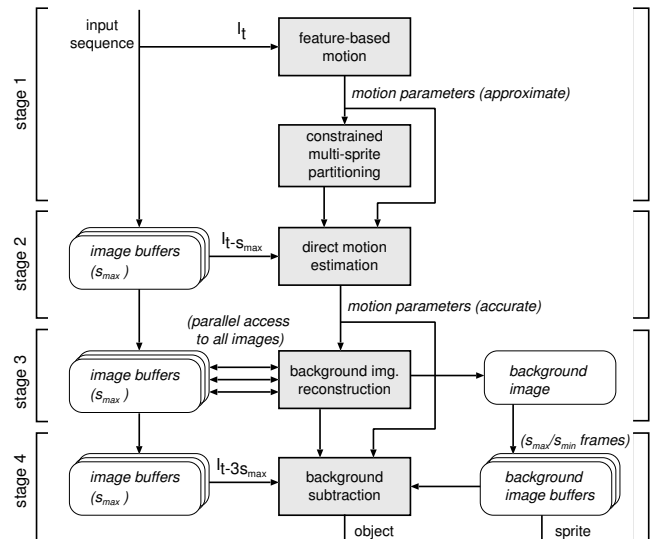 input
sequence
I_t
feature-based
motion
motion parameters (approximate)
stage 1
constrained
multi-sprite
partitioning
stage 2
image buffers
(s_max )
I_t-s_max
direct motion
estimation
motion parameters (accurate)
(parallel access
to all images)
stage 3
image buffers
(s_max )
background img.
reconstruction
background
image
(s_max/s_min frames)
stage 4
image buffers
(s_max )
I_t-3s_max
background
subtraction
background
image buffers
object
sprite